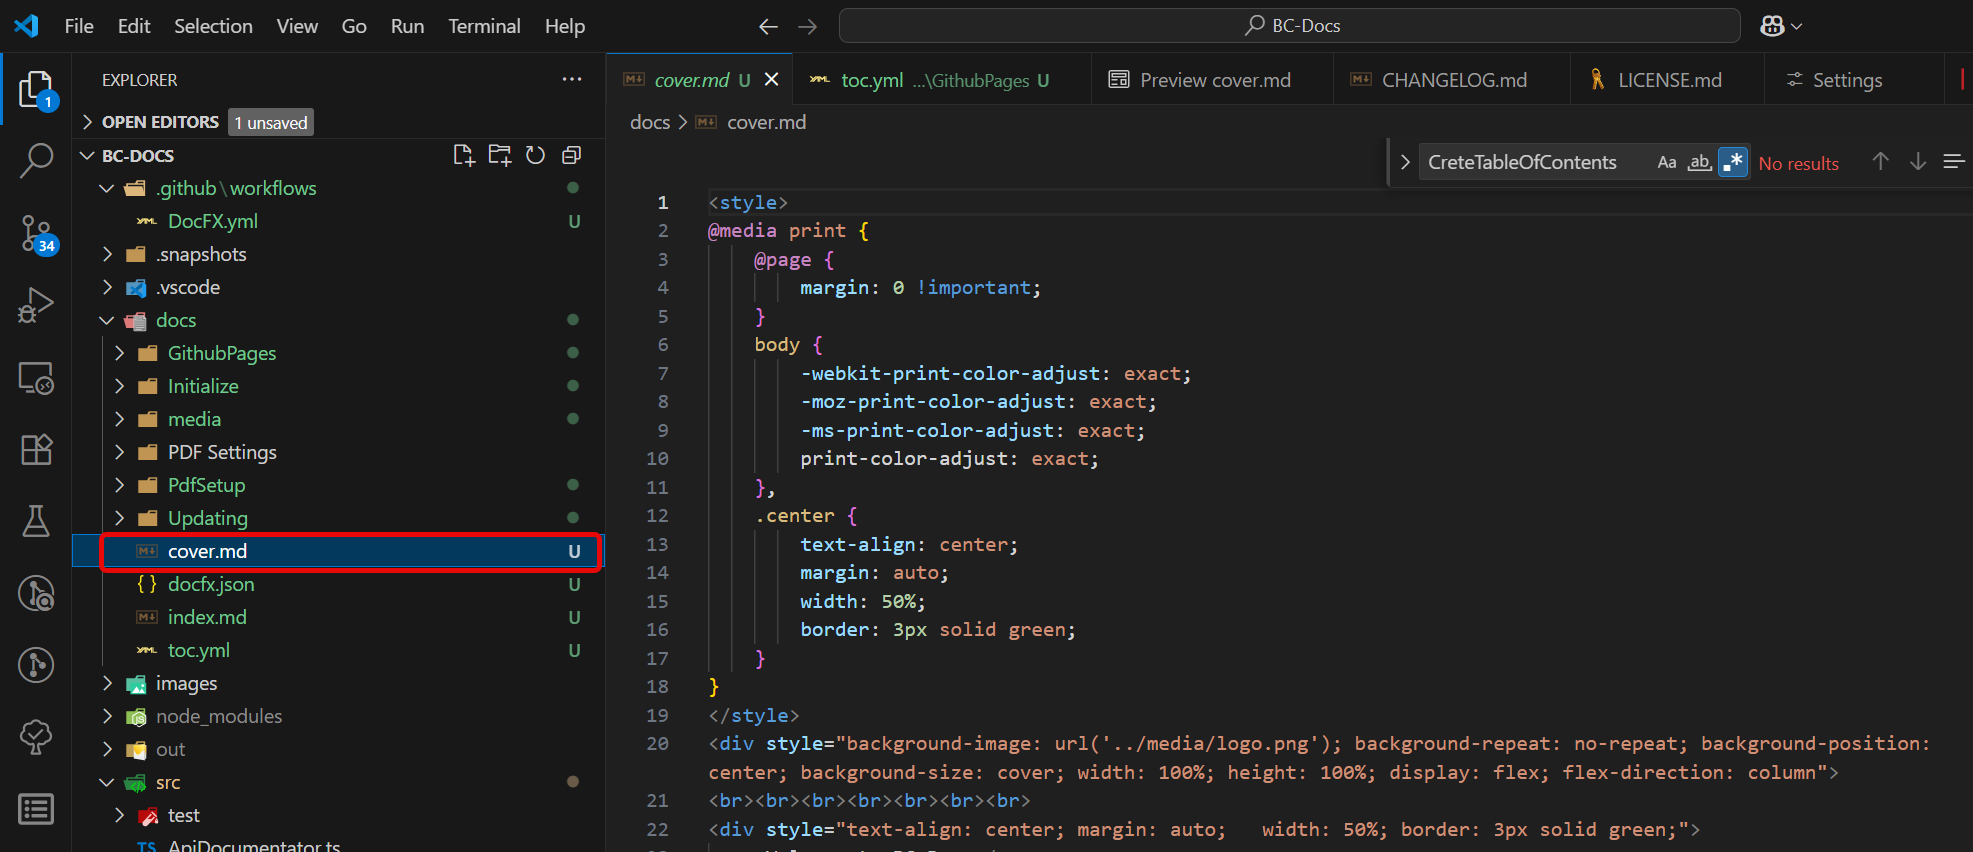 File Edit Selection View Go Run Terminal Help
BC-Docs
EXPLORER
OPEN EDITORS 1 unsaved
BC-DOCS
.github\workflows
DocFX.yml U
.snapshots
.vscode
docs
GithubPages
Initialize
media
PDF Settings
PdfSetup
Updating
cover.md U
docfx.json U
index.md U
toc.yml U
images
node_modules
out
src
test
TS ApiDocumentator.ts
1
34
cover.md U
toc.yml ...\GithubPages U
Preview cover.md
CHANGELOG.md
LICENSE.md
Settings
docs > cover.md
CreteTableOfContents Aa ab .* No results
1 <style>
2 @media print {
3 @page {
4 margin: 0 !important;
5 }
6 body {
7 -webkit-print-color-adjust: exact;
8 -moz-print-color-adjust: exact;
9 -ms-print-color-adjust: exact;
10 print-color-adjust: exact;
11 },
12 .center {
13 text-align: center;
14 margin: auto;
15 width: 50%;
16 border: 3px solid green;
17 }
18 }
19 </style>
20 <div style="background-image: url('../media/logo.png'); background-repeat: no-repeat; background-position:
center; background-size: cover; width: 100%; height: 100%; display: flex; flex-direction: column">
21 <br><br><br><br><br><br><br>
22 <div style="text-align: center; margin: auto;   width: 50%; border: 3px solid green;">